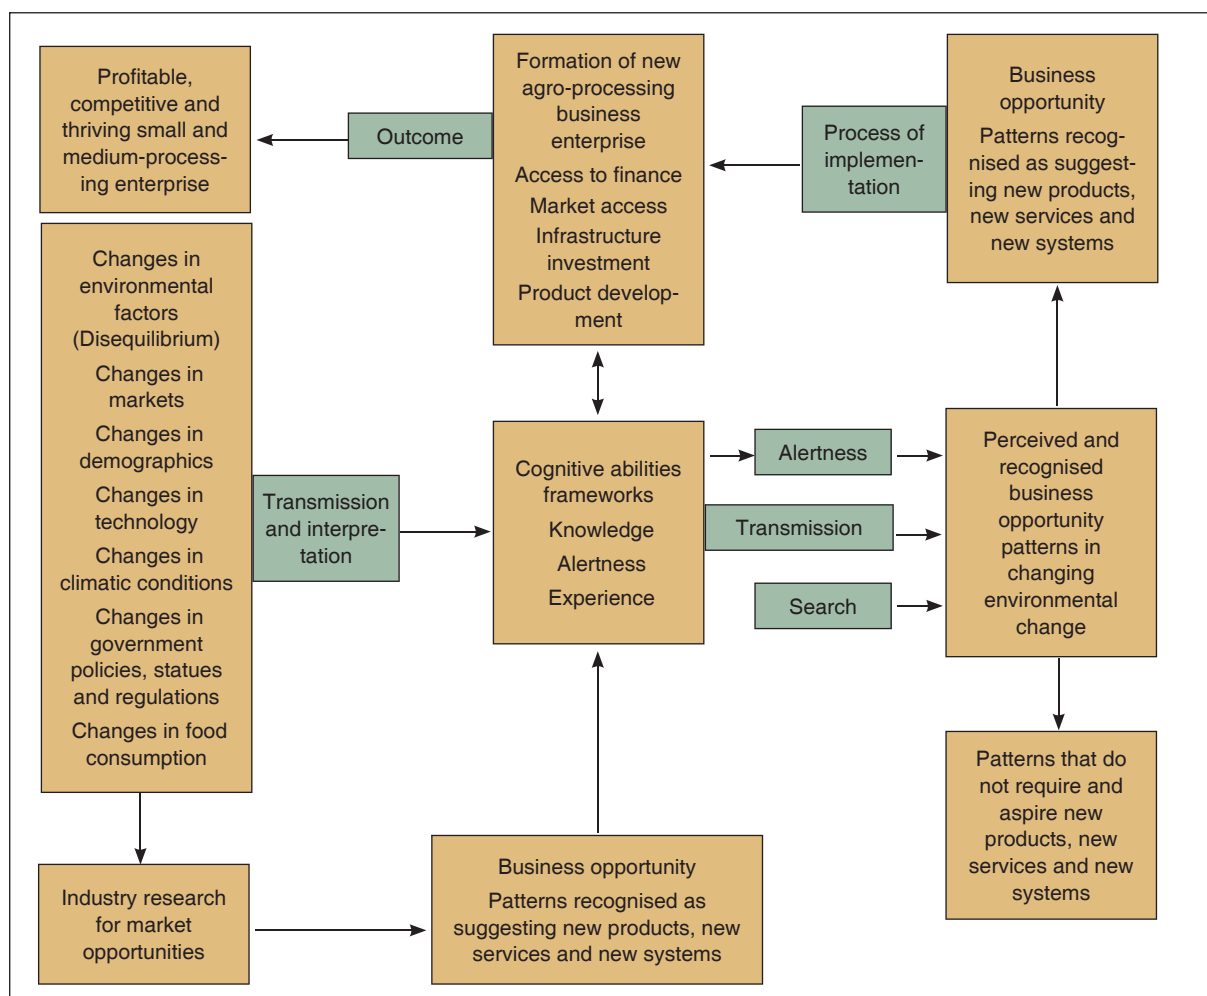 Profitable,
competitive and
thriving small and
medium-process-
ing enterprise
Outcome
Formation of new
agro-processing
business
enterprise
Access to finance
Market access
Infrastructure
investment
Product develop-
ment
Process of
implemen-
tation
Business
opportunity
Patterns recog-
nised as suggest-
ing new products,
new services and
new systems
Changes in
environmental
factors
(Disequilibrium)
Changes in
markets
Changes in
demographics
Changes in
technology
Changes in
climatic conditions
Changes in
government
policies, statues
and regulations
Changes in food
consumption
Transmission
and interpre-
tation
Cognitive abilities
frameworks
Knowledge
Alertness
Experience
Alertness
Transmission
Search
Perceived and
recognised
business
opportunity
patterns in
changing
environmental
change
Patterns that do
not require and
aspire new
products, new
services and new
systems
Industry research
for market
opportunities
Business opportunity
Patterns recognised as
suggesting new products, new
services and new systems